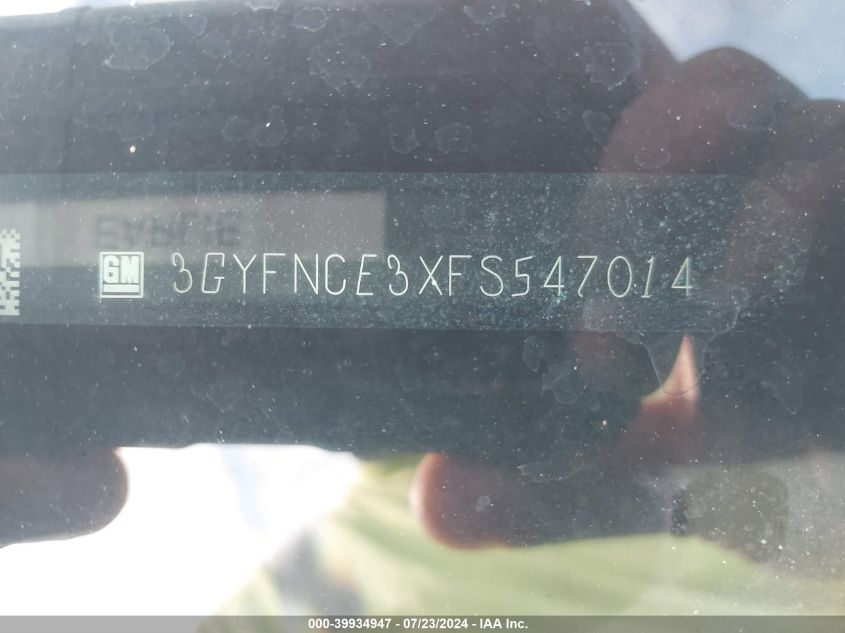 GM 3GYFNCE3XFS547014
000-39934947 - 07/23/2024 - IAA Inc.